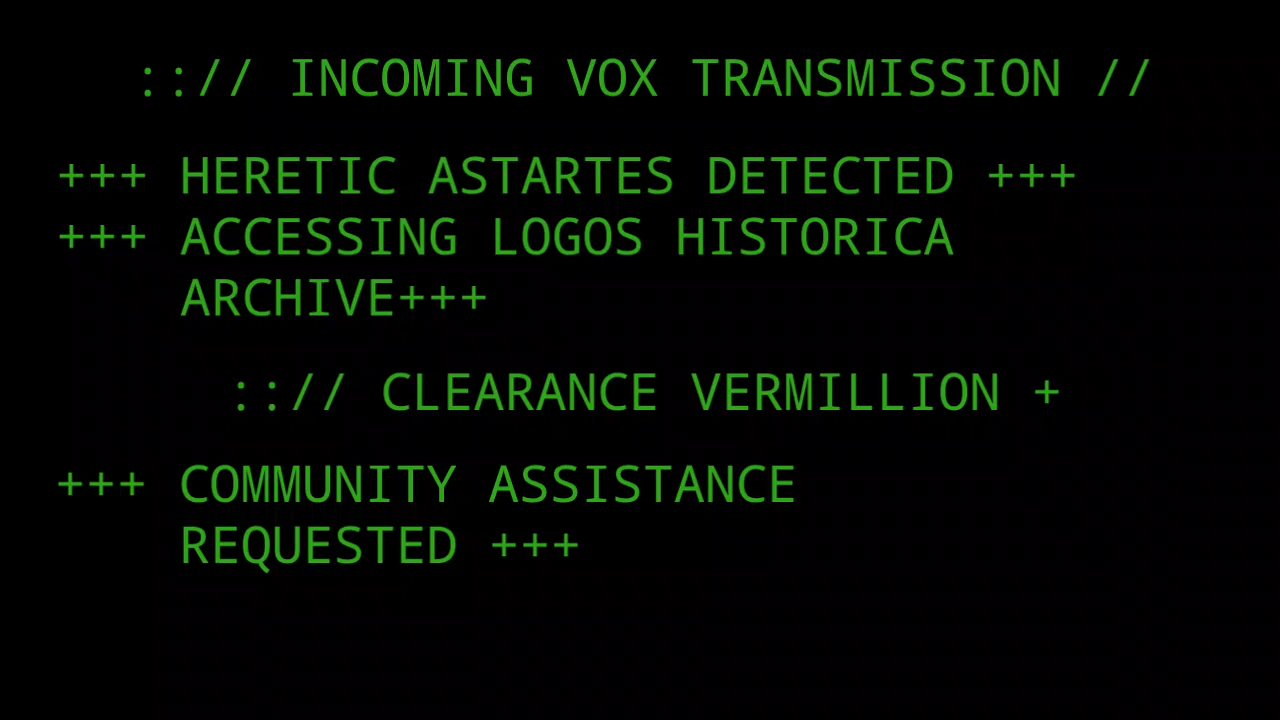 ::// INCOMING VOX TRANSMISSION //
+++ HERETIC ASTARTES DETECTED +++
+++ ACCESSING LOGOS HISTORICA
ARCHIVE+++
::// CLEARANCE VERMILLION +
+++ COMMUNITY ASSISTANCE
REQUESTED +++